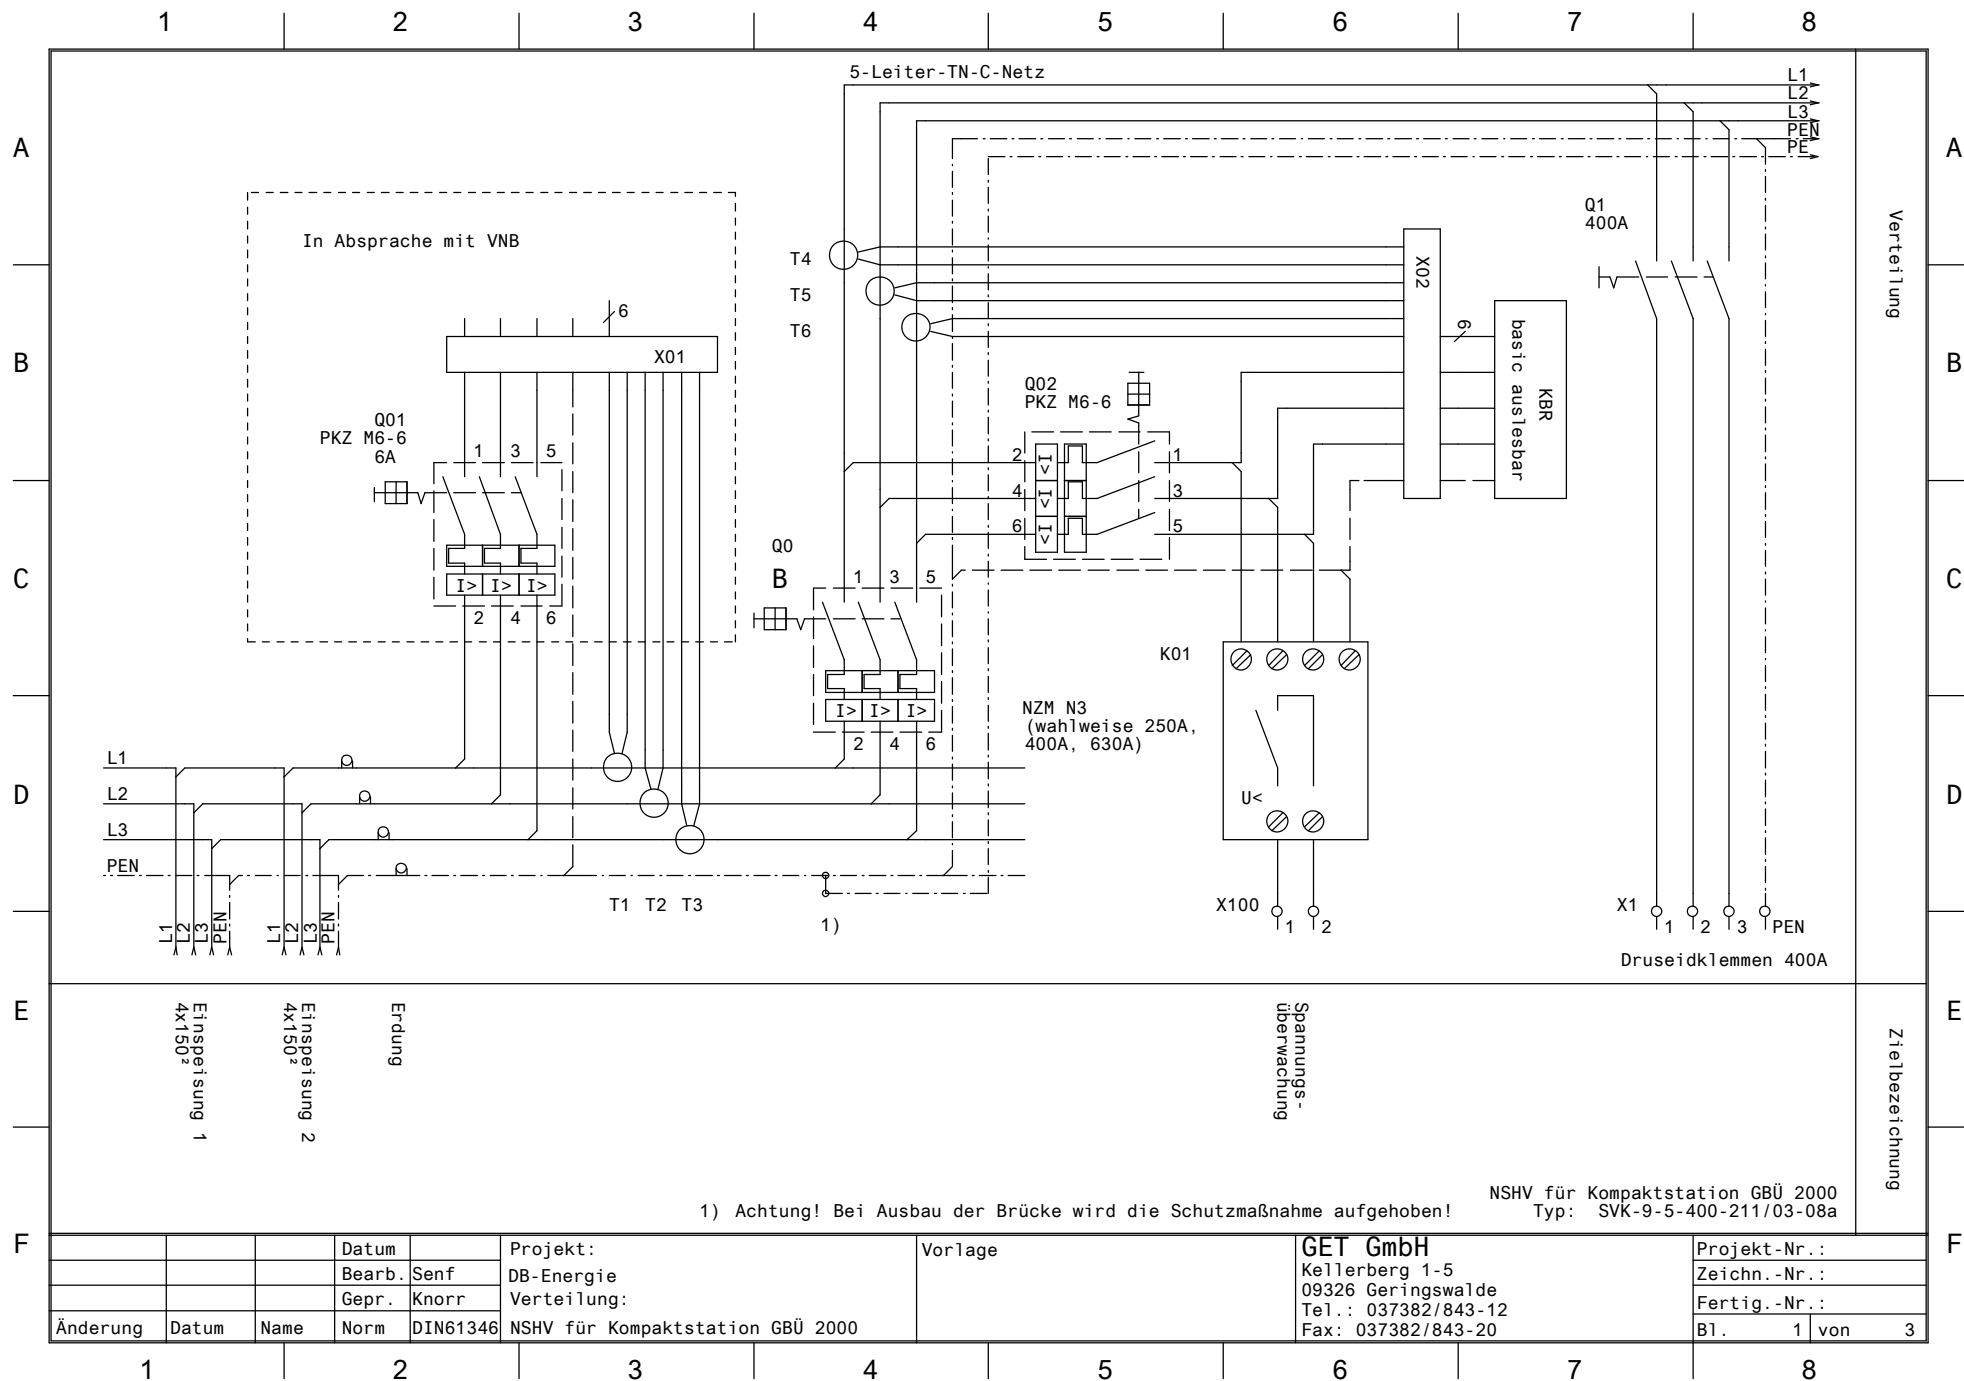 1 2 3 4 5 6 7 8
5-Leiter-TN-C-Netz
L1
L2
L3
PEN
PE
A
A
Verteilung
In Absprache mit VNB
Q1
400A
T4
T5
T6
X02
6
X01
6
basic auslesbar
KBR
B
B
Q02
PKZ M6-6
Q01
PKZ M6-6
6A
1 3 5
2 I> 1
4 I> 3
6 I> 5
I> I> I>
2 4 6
C
C
Q0
B
1 3 5
I> I> I>
2 4 6
K01
NZM N3
(wahlweise 250A,
400A, 630A)
U<
D
D
L1
L2
L3
PEN
T1 T2 T3
1)
X100
1 2
X1
1 2 3 PEN
Druseidklemmen 400A
L1 L2 L3 PEN
L1 L2 L3 PEN
E
E
Einspeisung 1
4x150²
Einspeisung 2
4x150²
Erdung
Spannungs-
überwachung
Zielbezeichnung
NSHV für Kompaktstation GBÜ 2000
1) Achtung! Bei Ausbau der Brücke wird die Schutzmaßnahme aufgehoben!
Typ: SVK-9-5-400-211/03-08a
F
F
Datum
Bearb. Senf
Gepr. Knorr
Änderung Datum Name Norm DIN61346
Projekt:
DB-Energie
Verteilung:
NSHV für Kompaktstation GBÜ 2000
Vorlage
GET GmbH
Kellerberg 1-5
09326 Geringswalde
Tel.: 037382/843-12
Fax: 037382/843-20
Projekt-Nr.:
Zeichn.-Nr.:
Fertig.-Nr.:
Bl. 1 von 3
1 2 3 4 5 6 7 8